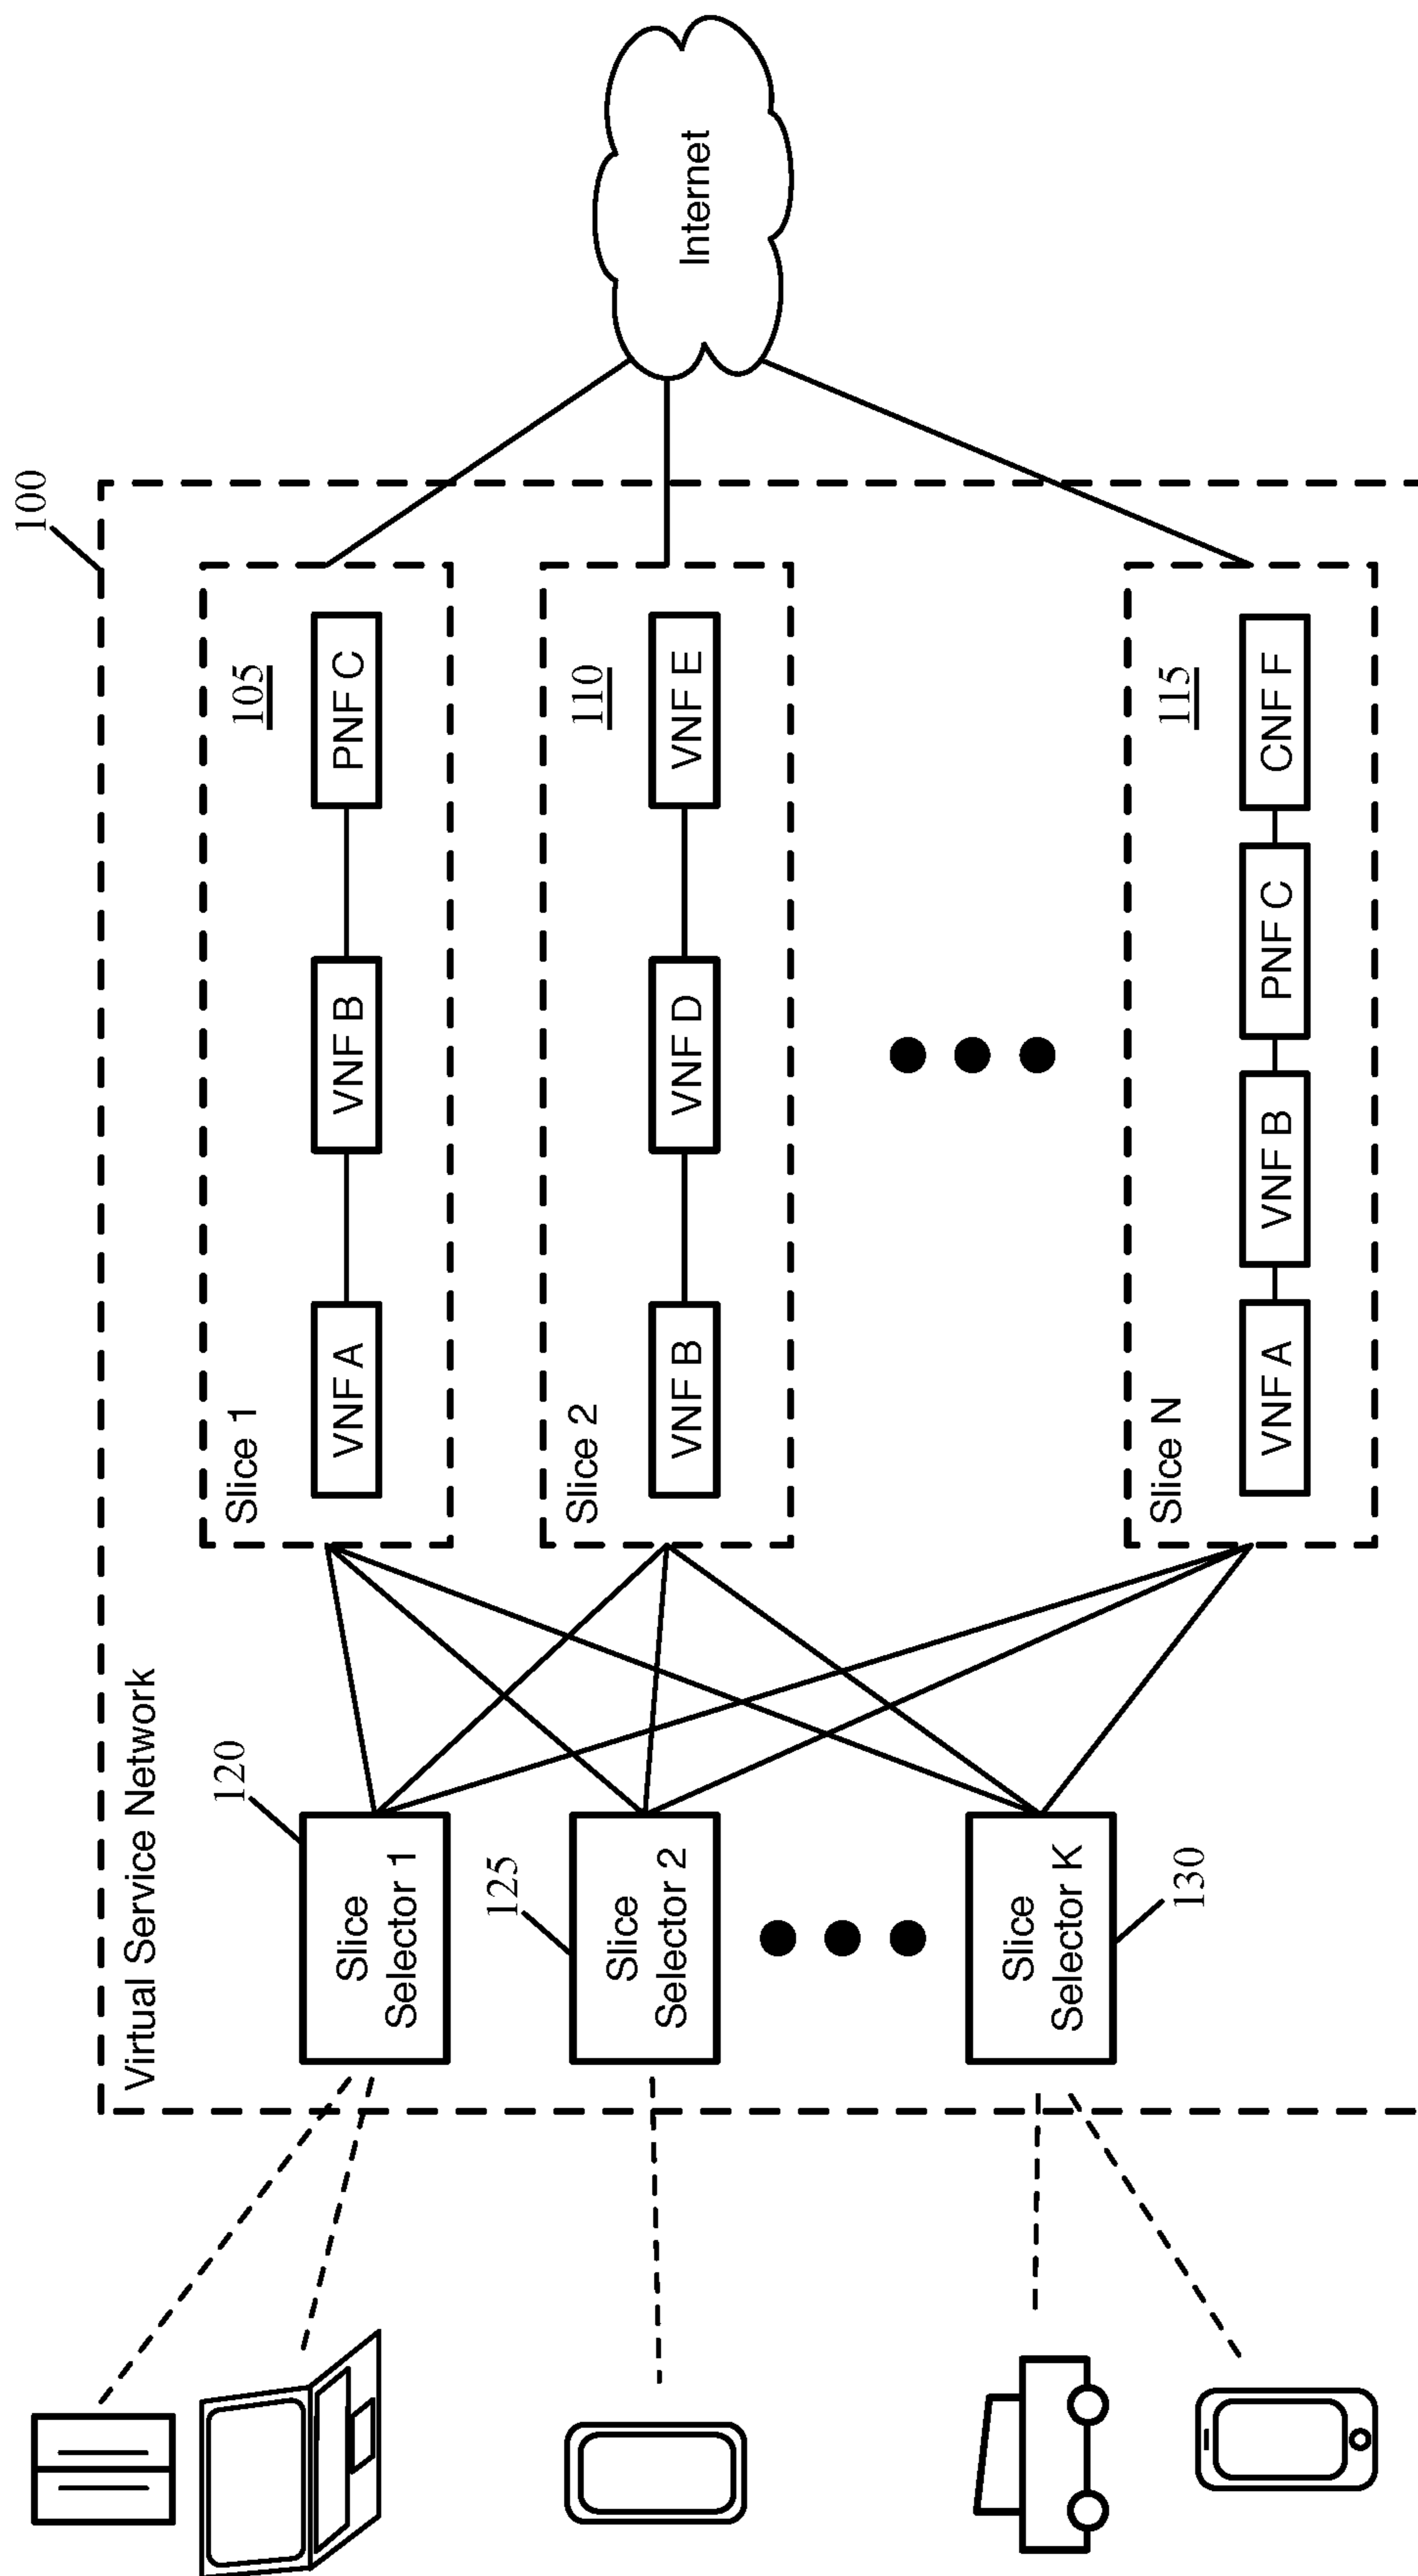 100
Virtual Service Network
120
Slice
Selector 1
125
Slice
Selector 2
Slice
Selector K
130
Slice 1
105
VNF A
VNF B
PNF C
Slice 2
110
VNF B
VNF D
VNF E
Slice N
115
VNF A
VNF B
PNF C
CNF F
Internet